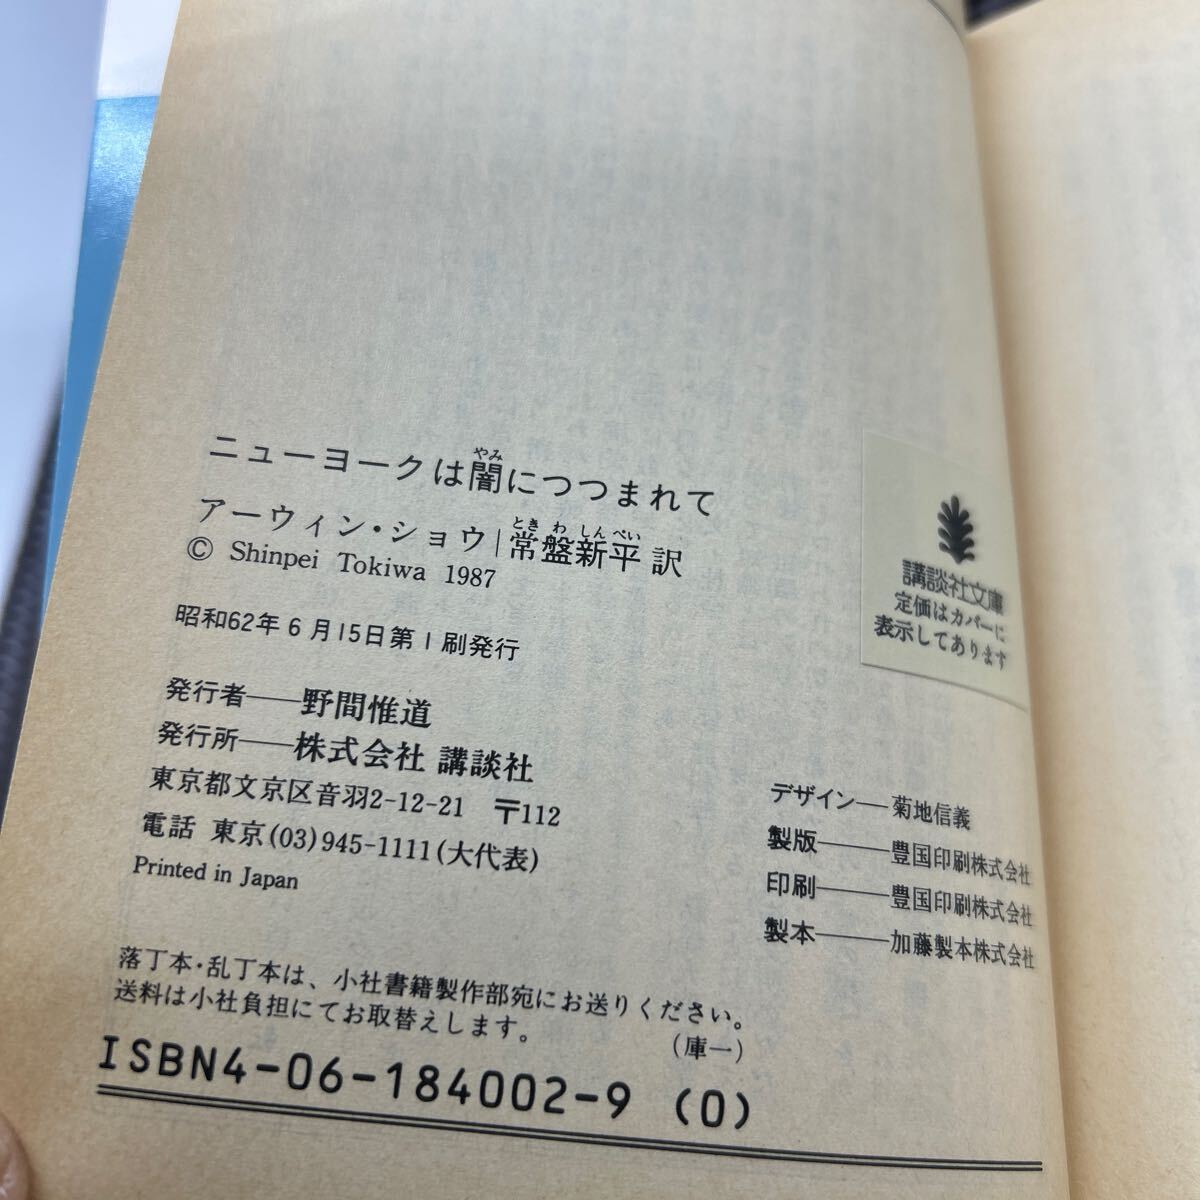 ニューヨークは闇につつまれて
やみ
アーウィン・ショウ|常盤新平 訳
ときわしんぺい
© Shinpei Tokiwa 1987
昭和62年6月15日第1刷発行
発行者——野間惟道
発行所——株式会社 講談社
東京都文京区音羽2-12-21 〒112
電話 東京(03)945-1111(大代表)
Printed in Japan
講談社文庫
定価はカバーに
表示してあります
デザイン—菊地信義
製版——豊国印刷株式会社
印刷——豊国印刷株式会社
製本——加藤製本株式会社
落丁本・乱丁本は、小社書籍製作部宛にお送りください。
送料は小社負担にてお取替えします。
(庫一)
ISBN4-06-184002-9 (0)